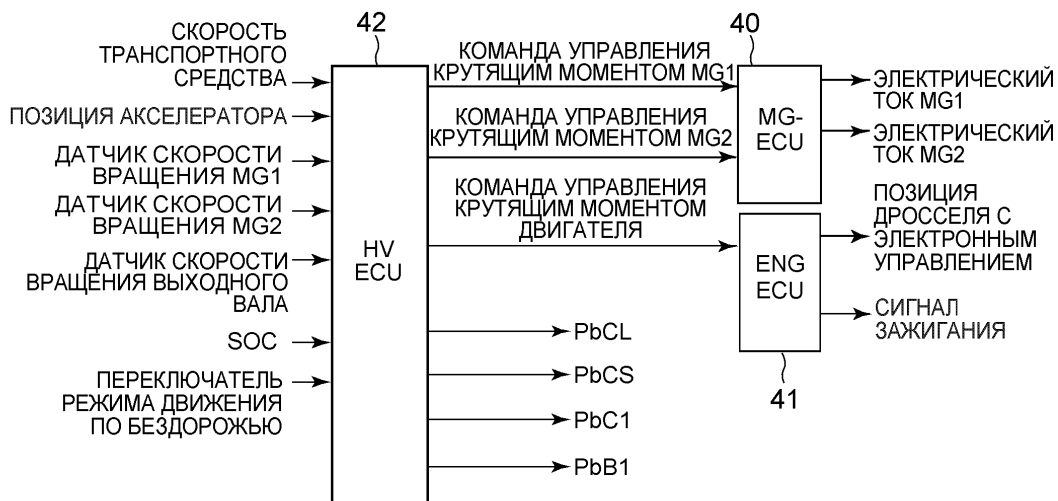 42
40
СКОРОСТЬ
ТРАНСПОРТНОГО
СРЕДСТВА
ПОЗИЦИЯ АКСЕЛЕРАТОРА
ДАТЧИК СКОРОСТИ
ВРАЩЕНИЯ MG1
ДАТЧИК СКОРОСТИ
ВРАЩЕНИЯ MG2
ДАТЧИК СКОРОСТИ
ВРАЩЕНИЯ ВЫХОДНОГО
ВАЛА
SOC
ПЕРЕКЛЮЧАТЕЛЬ
РЕЖИМА ДВИЖЕНИЯ
ПО БЕЗДОРОЖЬЮ
HV
ECU
КОМАНДА УПРАВЛЕНИЯ
КРУТЯЩИМ МОМЕНТОМ MG1
КОМАНДА УПРАВЛЕНИЯ
КРУТЯЩИМ МОМЕНТОМ MG2
КОМАНДА УПРАВЛЕНИЯ
КРУТЯЩИМ МОМЕНТОМ
ДВИГАТЕЛЯ
PbCL
PbCS
PbC1
PbB1
MG-
ECU
ENG
ECU
41
ЭЛЕКТРИЧЕСКИЙ
ТОК MG1
ЭЛЕКТРИЧЕСКИЙ
ТОК MG2
ПОЗИЦИЯ
ДРОССЕЛЯ С
ЭЛЕКТРОННЫМ
УПРАВЛЕНИЕМ
СИГНАЛ
ЗАЖИГАНИЯ